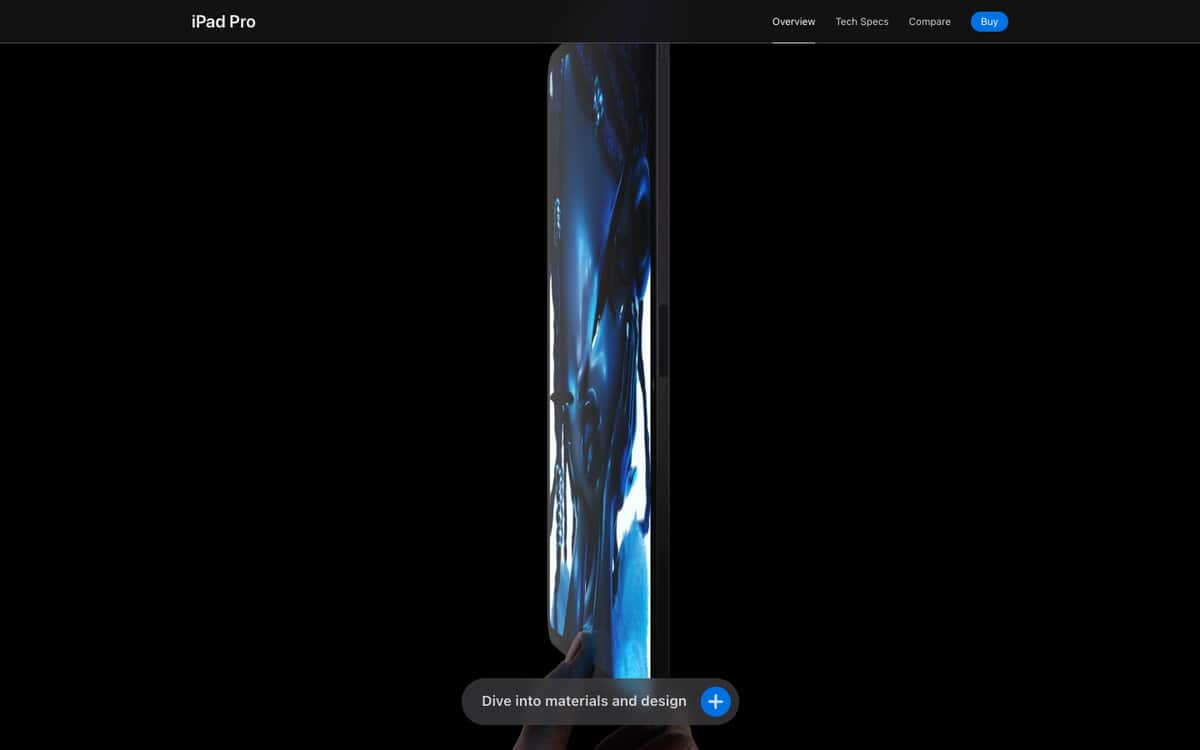 iPad Pro
Overview
Tech Specs
Compare
Buy
Dive into materials and design